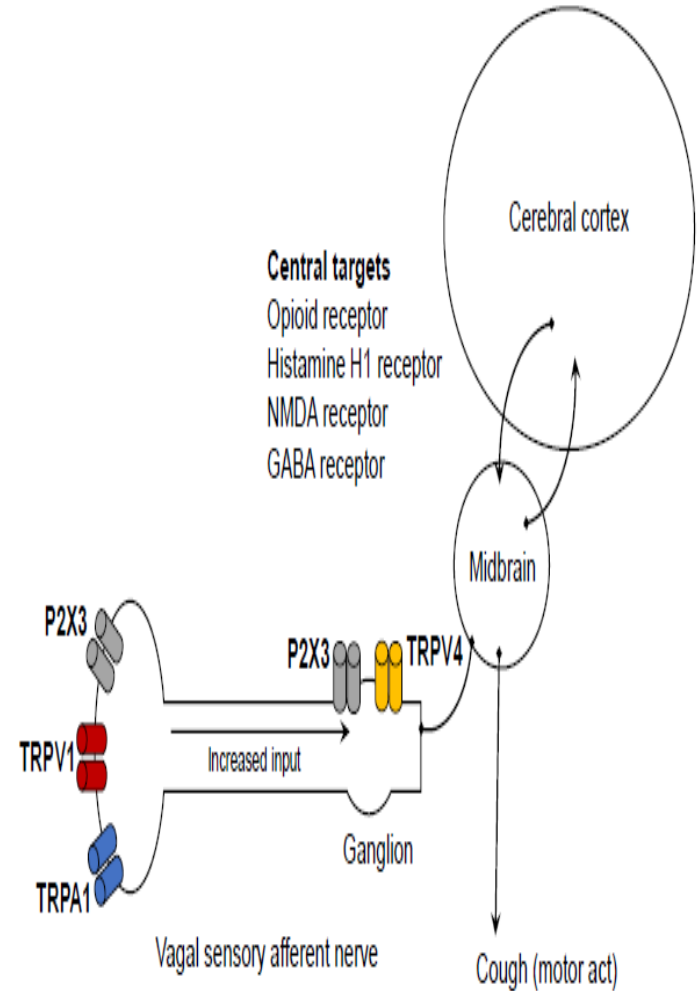 Cerebral cortex
Central targets
Opioid receptor
Histamine H1 receptor
NMDA receptor
GABA receptor
Midbrain
P2X3
P2X3
TRPV4
TRPV1
Increased input
Ganglion
TRPA1
Vagal sensory afferent nerve
Cough (motor act)